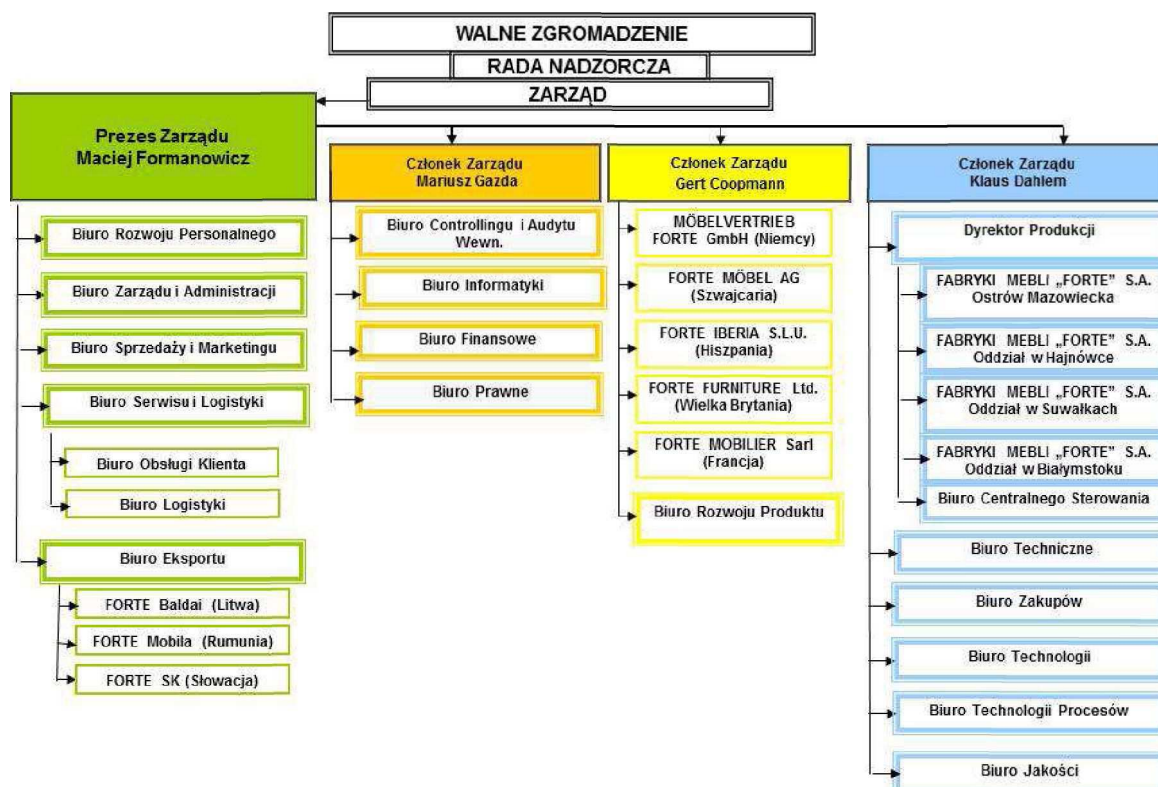 WALNE ZGROMADZENIE
RADA NADZORCZA
ZARZĄD
Prezes Zarządu
Maciej Formanowicz
Biuro Rozwoju Personalnego
Biuro Zarządu i Administracji
Biuro Sprzedaży i Marketingu
Biuro Serwisu i Logistyki
Biuro Obsługi Klienta
Biuro Logistyki
Biuro Eksportu
FORTE Baldai (Litwa)
FORTE Mobila (Rumunia)
FORTE SK (Słowacja)
Członek Zarządu
Mariusz Gazda
Biuro Controllingu i Audytu
Wewn.
Biuro Informatyki
Biuro Finansowe
Biuro Prawne
Członek Zarządu
Gert Coopmann
MÖBELVERTRIEB
FORTE GmbH (Niemcy)
FORTE MÖBEL AG
(Szwajcaria)
FORTE IBERIA S.L.U.
(Hiszpania)
FORTE FURNITURE Ltd.
(Wielka Brytania)
FORTE MOBILIER Sarl
(Francja)
Biuro Rozwoju Produktu
Członek Zarządu
Klaus Dahlem
Dyrektor Produkcji
FABRYKI MEBLI „FORTE” S.A.
Ostrów Mazowiecka
FABRYKI MEBLI „FORTE” S.A.
Oddział w Hajnówce
FABRYKI MEBLI „FORTE” S.A.
Oddział w Suwałkach
FABRYKI MEBLI „FORTE” S.A.
Oddział w Białymstoku
Biuro Centralnego Sterowania
Biuro Techniczne
Biuro Zakupów
Biuro Technologii
Biuro Technologii Procesów
Biuro Jakości